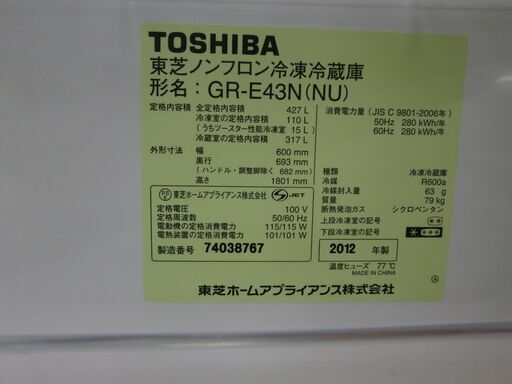 TOSHIBA
東芝ノンフロン冷凍冷蔵庫
形名：GR-E43N(NU)
定格内容積 全定格内容積 427 L
冷凍室の定格内容積 110 L
(うちツースター性能冷凍室 15 L)
冷蔵室の定格内容積 317 L
外形寸法 幅 600 mm
奥行 693 mm
(ハンドル・調整脚除く 682 mm)
高さ 1801 mm
消費電力量 (JIS C 9801-2006年)
50Hz 280 kWh/年
60Hz 280 kWh/年
PSE 東芝ホームアプライアンス株式会社 JET
定格電圧 100 V
定格周波数 50/60 Hz
電動機の定格消費電力 115/115 W
電熱装置の定格消費電力 101/101 W
製造番号 74038767
種類 冷凍冷蔵庫
冷媒 R600a
冷媒封入量 63 g
質量 79 kg
断熱発泡ガス シクロペンタン
上段冷凍室の記号 ***
下段冷凍室の記号 * ***
2012 年製
温度ヒューズ 77 ℃
MADE IN CHINA
東芝ホームアプライアンス株式会社